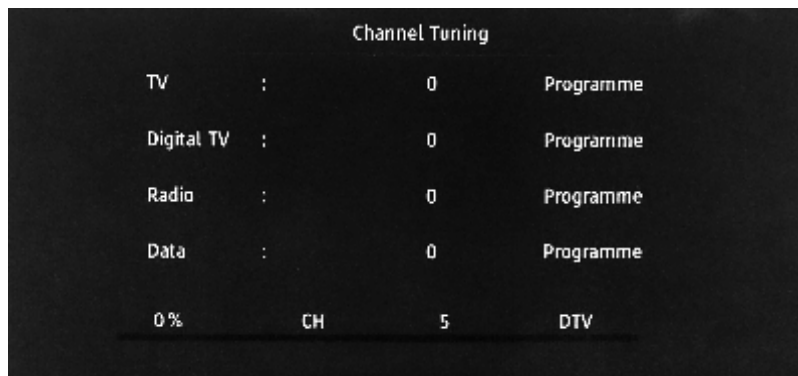 Channel Tuning
TV : 0 Programme
Digital TV : 0 Programme
Radio : 0 Programme
Data : 0 Programme
0 % CH 5 DTV